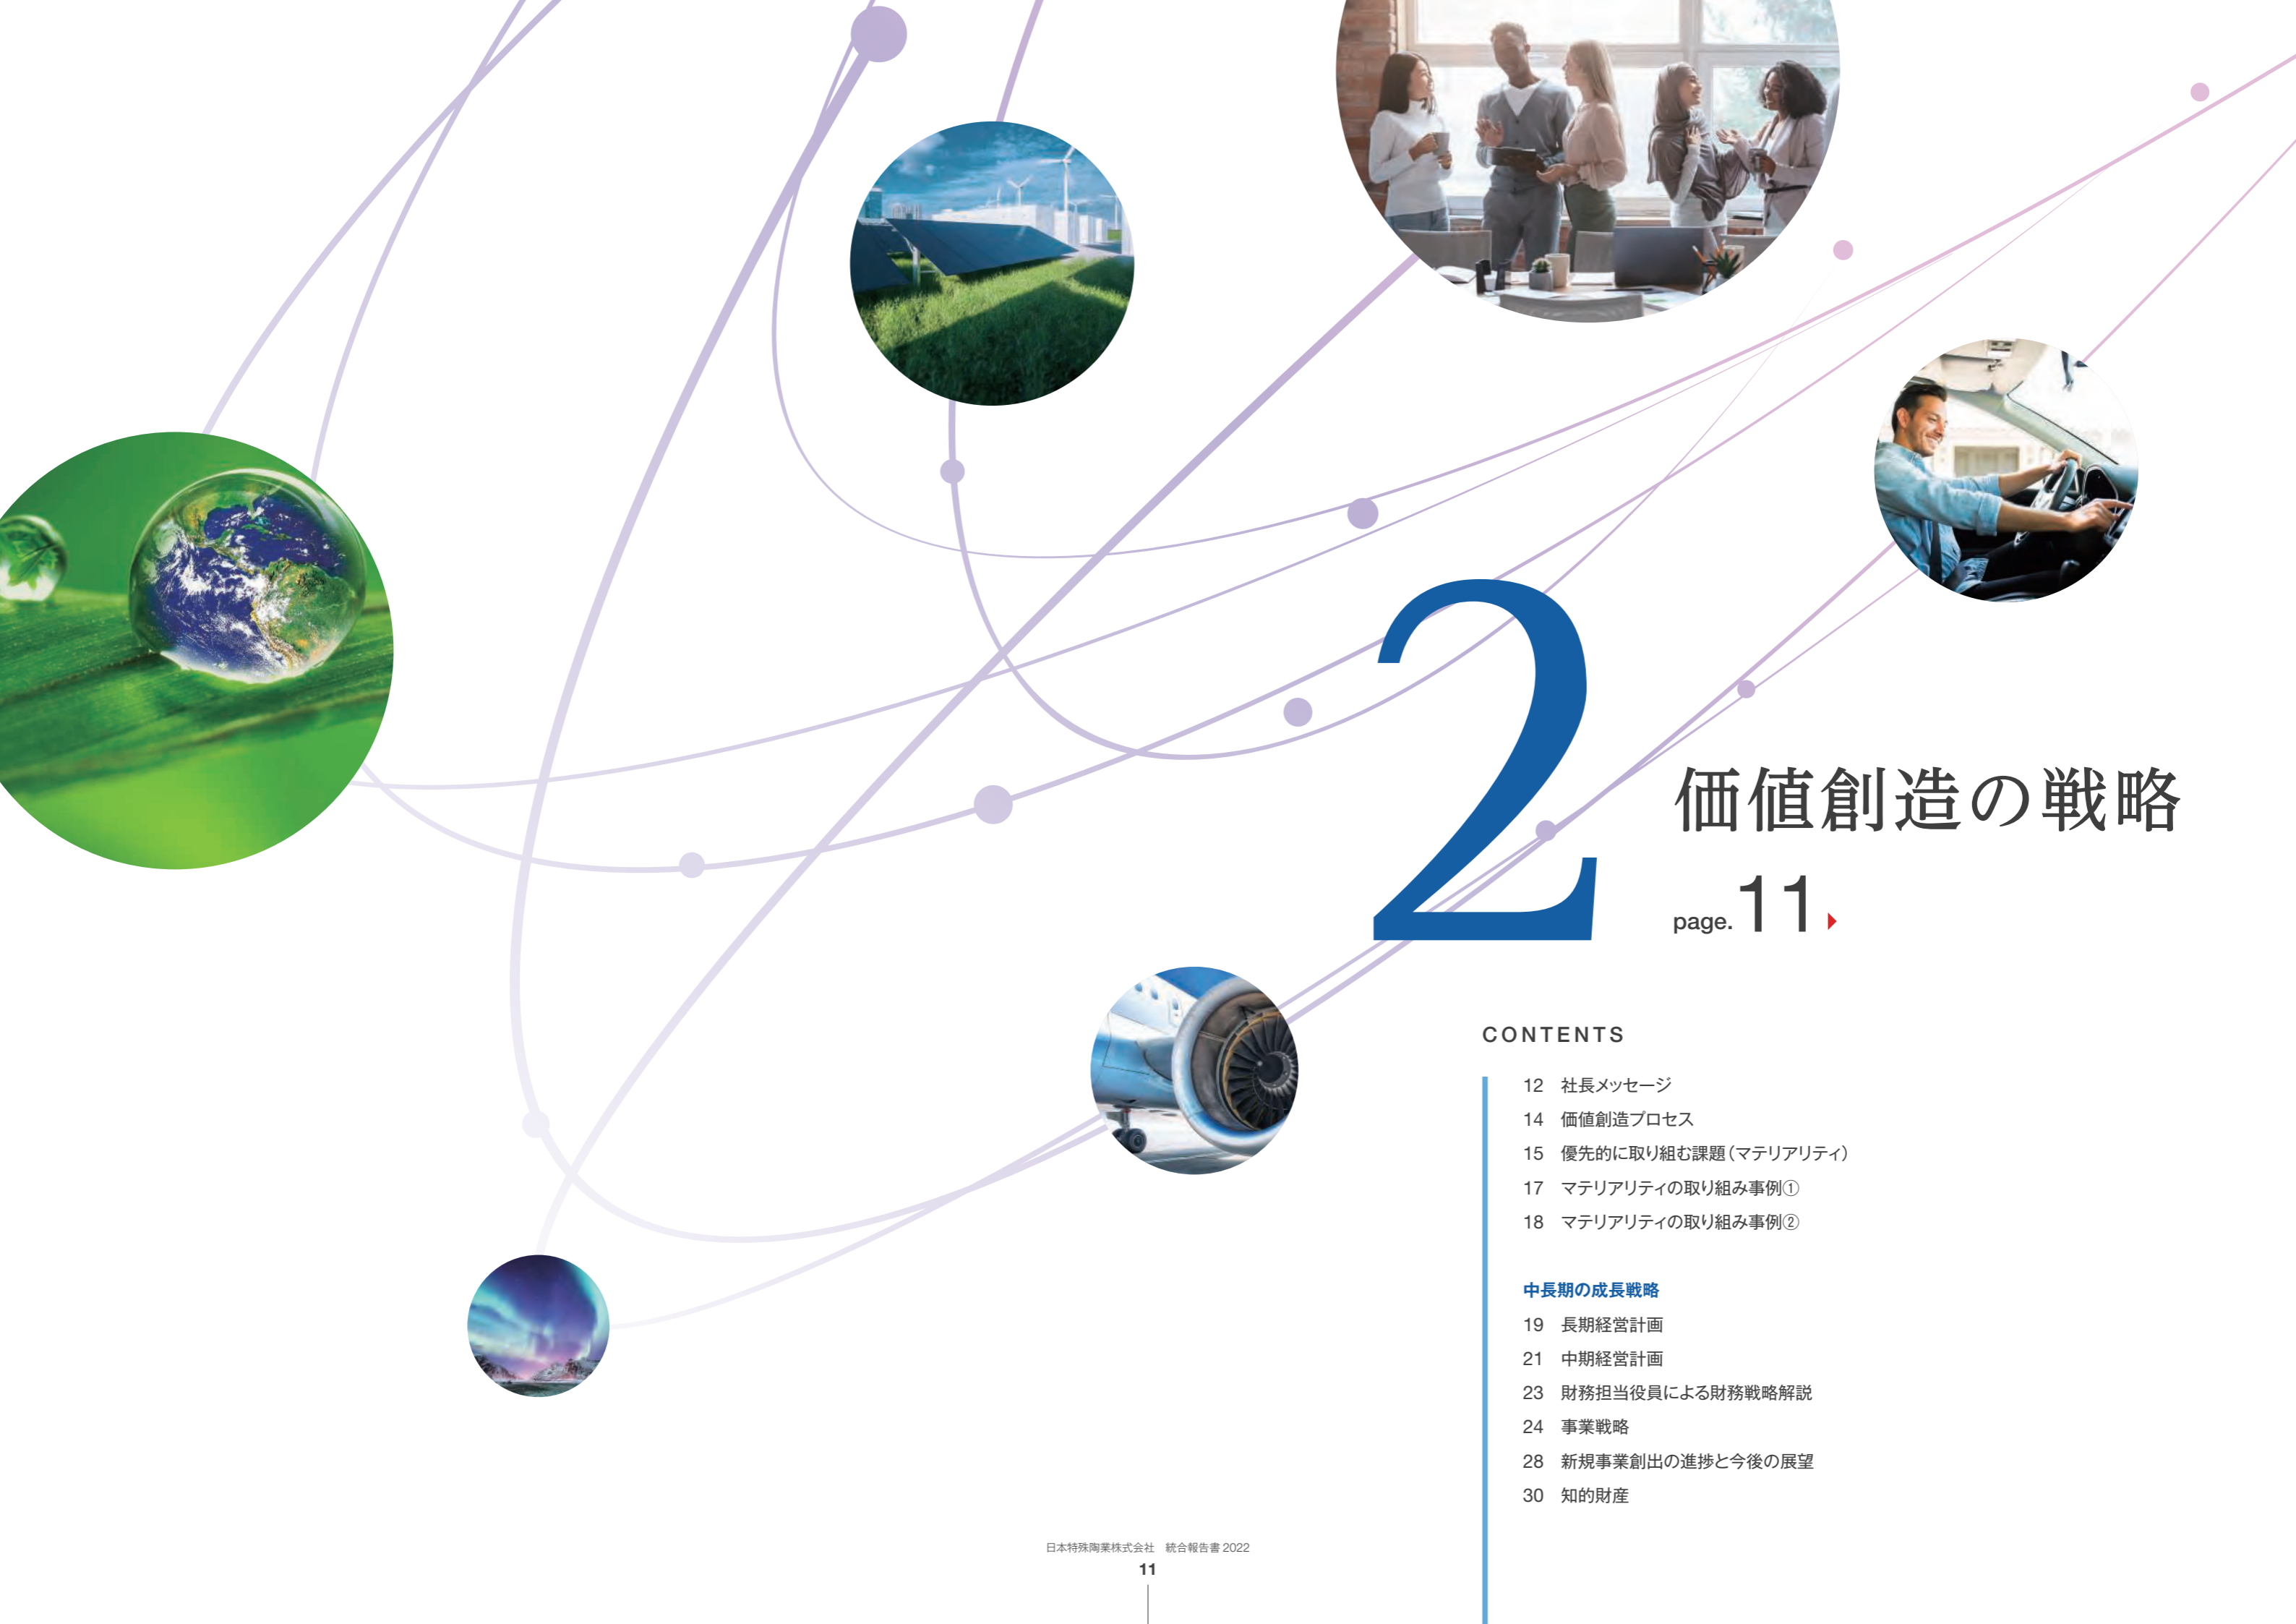 2
価値創造の戦略
page.11
CONTENTS
12 社長メッセージ
14 価値創造プロセス
15 優先的に取り組む課題（マテリアリティ）
17 マテリアリティの取り組み事例①
18 マテリアリティの取り組み事例②
中長期の成長戦略
19 長期経営計画
21 中期経営計画
23 財務担当役員による財務戦略解説
24 事業戦略
28 新規事業創出の進捗と今後の展望
30 知的財産
日本特殊陶業株式会社 統合報告書 2022
11